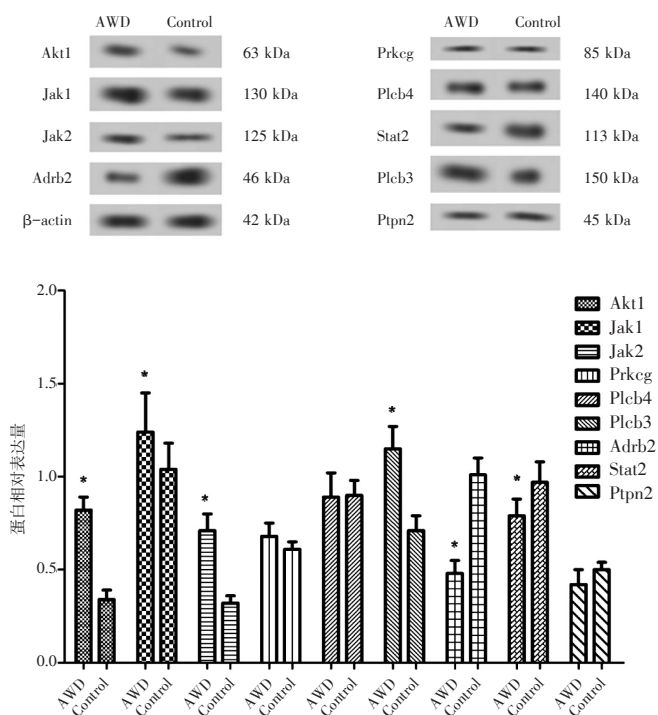 AWD Control
Akt1 63 kDa
Jak1 130 kDa
Jak2 125 kDa
Adrb2 46 kDa
β-actin 42 kDa
AWD Control
Prkcg 85 kDa
Plcb4 140 kDa
Stat2 113 kDa
Plcb3 150 kDa
Ptpn2 45 kDa
蛋白相对表达量
2.0
1.5
1.0
0.5
0.0
*
*
*
*
*
*
Akt1
Jak1
Jak2
Prkcg
Plcb4
Plcb3
Adrb2
Stat2
Ptpn2
AWD Control AWD Control AWD Control AWD Control AWD Control AWD Control AWD Control AWD Control AWD Control